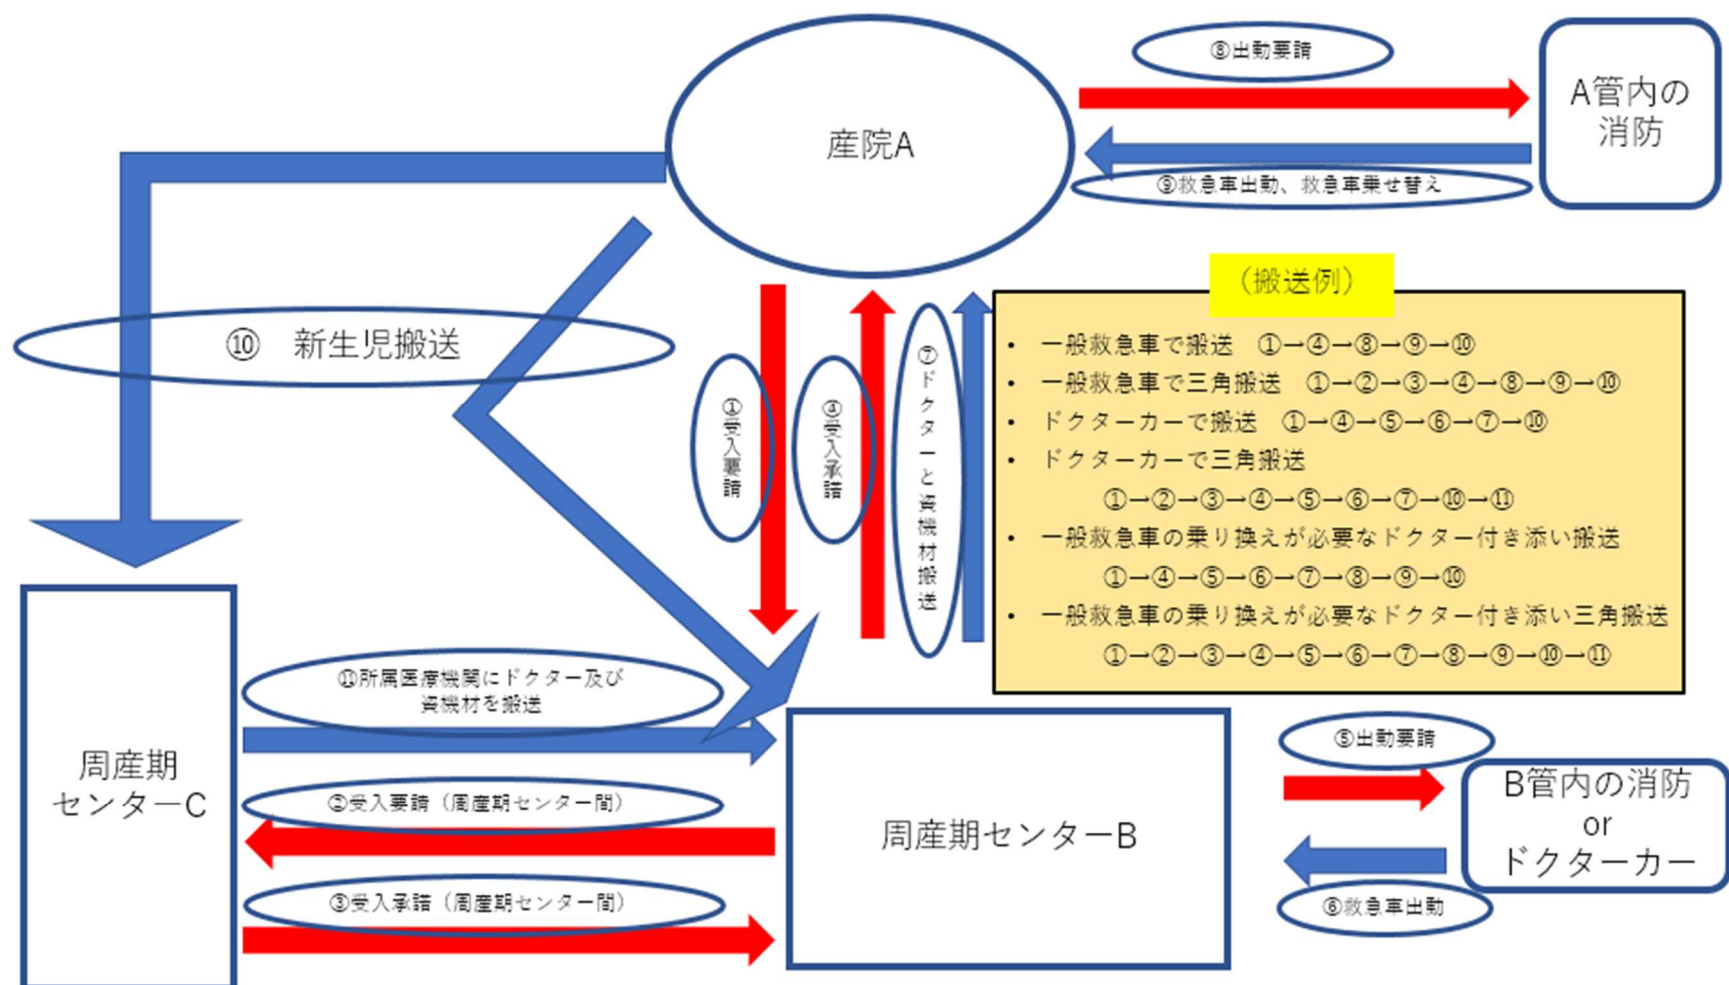 ⑧出動要請
産院A
A管内の
消防
⑨救急車出動、救急車乗せ替え
(搬送例)
⑩ 新生児搬送
①受入要請
④受入承諾
⑦ドクターと資機材搬送
• 一般救急車で搬送 ①→④→⑧→⑨→⑩
• 一般救急車で三角搬送 ①→②→③→④→⑧→⑨→⑩
• ドクターカーで搬送 ①→④→⑤→⑥→⑦→⑩
• ドクターカーで三角搬送
①→②→③→④→⑤→⑥→⑦→⑩→⑪
• 一般救急車の乗り換えが必要なドクター付き添い搬送
①→④→⑤→⑥→⑦→⑧→⑨→⑩
• 一般救急車の乗り換えが必要なドクター付き添い三角搬送
①→②→③→④→⑤→⑥→⑦→⑧→⑨→⑩→⑪
⑪所属医療機関にドクター及び
資機材を搬送
周産期
センターC
②受入要請(周産期センター間)
③受入承諾(周産期センター間)
周産期センターB
⑤出動要請
B管内の消防
or
ドクターカー
⑥救急車出動